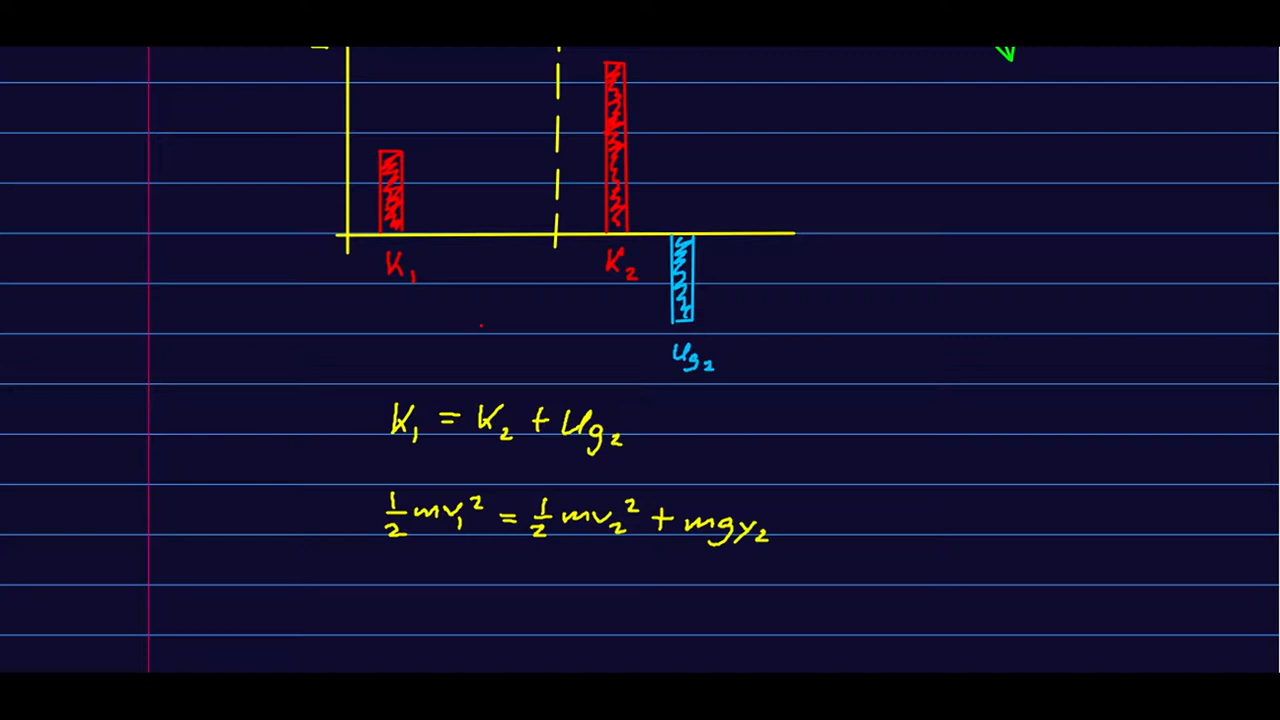 K₁ K₂
Ug₂
K₁ = K₂ + Ug₂
½mv₁² = ½mv₂² + mgy₂